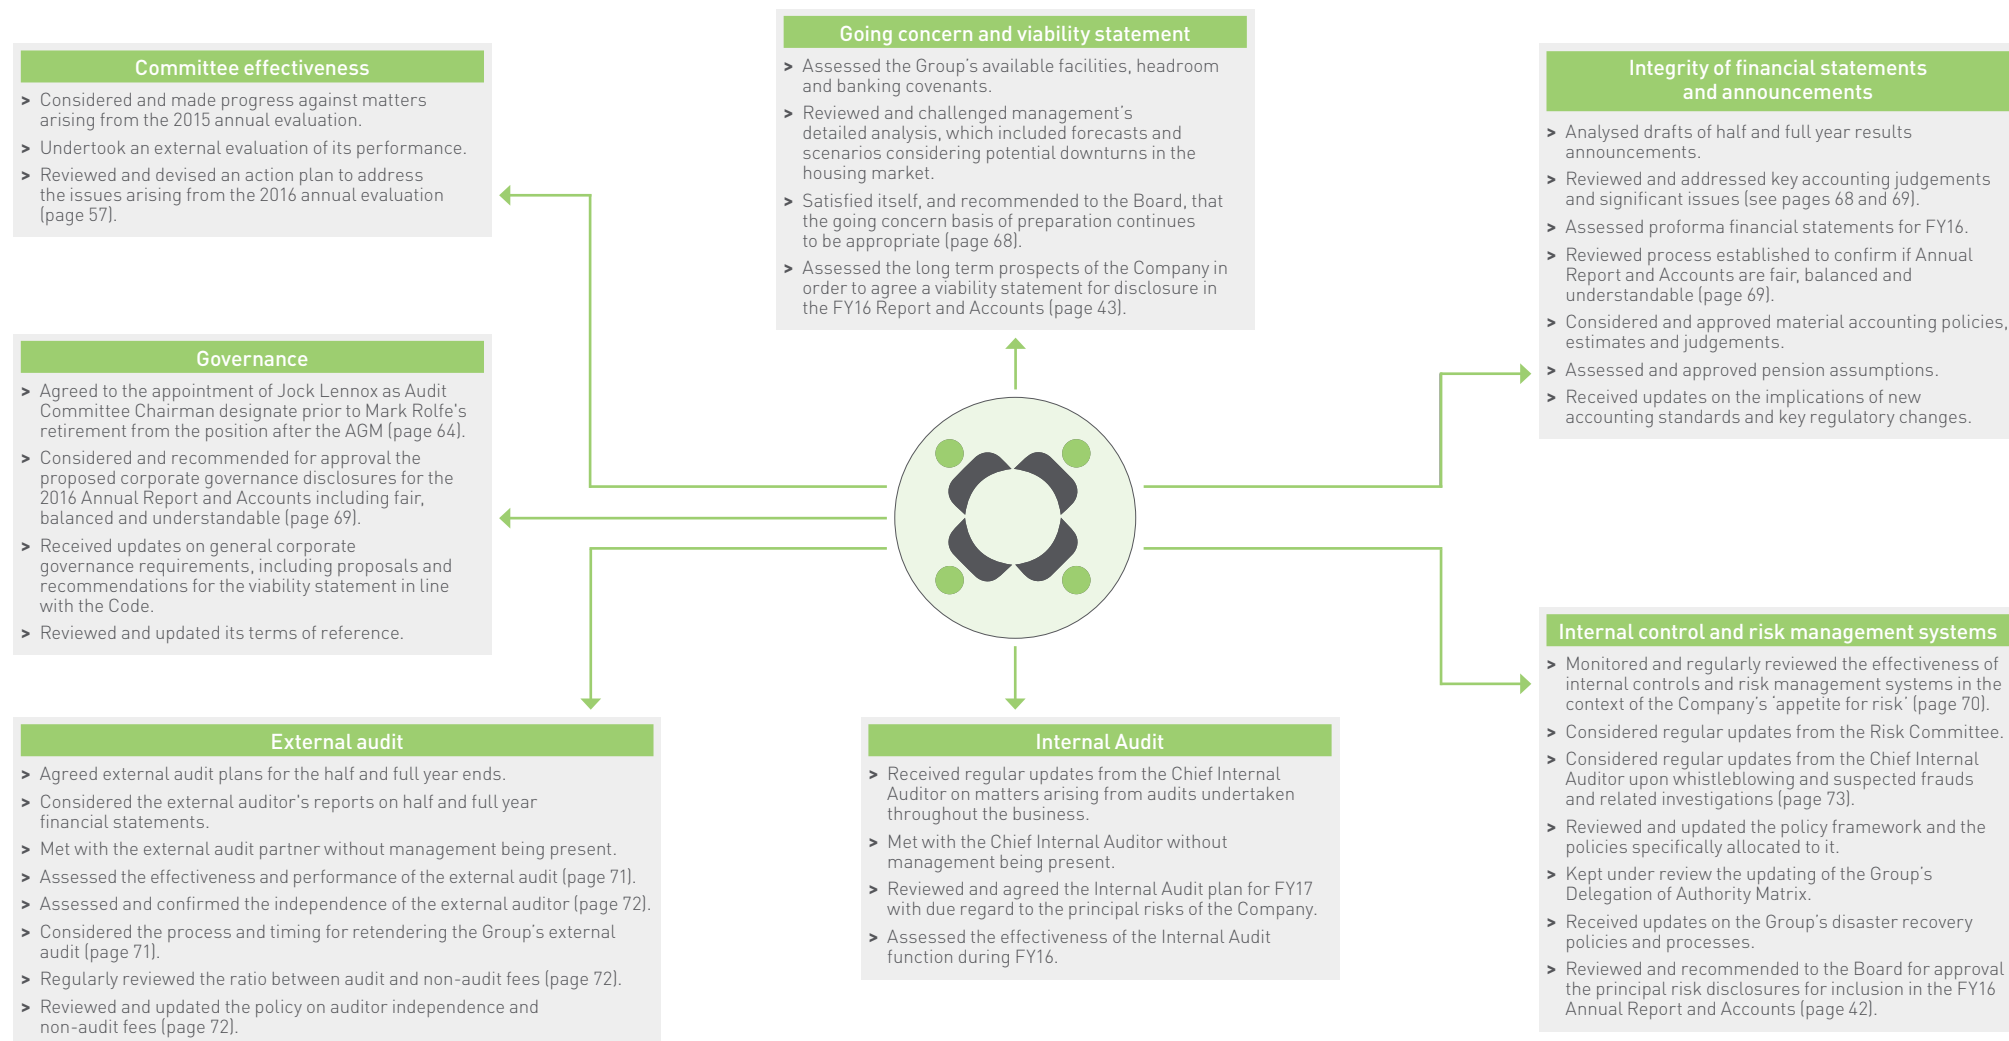 Committee effectiveness
> Considered and made progress against matters
arising from the 2015 annual evaluation.
> Undertook an external evaluation of its performance.
> Reviewed and devised an action plan to address
the issues arising from the 2016 annual evaluation
(page 57).
Governance
> Agreed to the appointment of Jock Lennox as Audit
Committee Chairman designate prior to Mark Rolfe's
retirement from the position after the AGM (page 64).
> Considered and recommended for approval the
proposed corporate governance disclosures for the
2016 Annual Report and Accounts including fair,
balanced and understandable (page 69).
> Received updates on general corporate
governance requirements, including proposals and
recommendations for the viability statement in line
with the Code.
> Reviewed and updated its terms of reference.
External audit
> Agreed external audit plans for the half and full year ends.
> Considered the external auditor's reports on half and full year
financial statements.
> Met with the external audit partner without management being present.
> Assessed the effectiveness and performance of the external audit (page 71).
> Assessed and confirmed the independence of the external auditor (page 72).
> Considered the process and timing for retendering the Group's external
audit (page 71).
> Regularly reviewed the ratio between audit and non-audit fees (page 72).
> Reviewed and updated the policy on auditor independence and
non-audit fees (page 72).
Going concern and viability statement
> Assessed the Group's available facilities, headroom
and banking covenants.
> Reviewed and challenged management's
detailed analysis, which included forecasts and
scenarios considering potential downturns in the
housing market.
> Satisfied itself, and recommended to the Board, that
the going concern basis of preparation continues
to be appropriate (page 68).
> Assessed the long term prospects of the Company in
order to agree a viability statement for disclosure in
the FY16 Report and Accounts (page 43).
Internal Audit
> Received regular updates from the Chief Internal
Auditor on matters arising from audits undertaken
throughout the business.
> Met with the Chief Internal Auditor without
management being present.
> Reviewed and agreed the Internal Audit plan for FY17
with due regard to the principal risks of the Company.
> Assessed the effectiveness of the Internal Audit
function during FY16.
Integrity of financial statements
and announcements
> Analysed drafts of half and full year results
announcements.
> Reviewed and addressed key accounting judgements
and significant issues (see pages 68 and 69).
> Assessed proforma financial statements for FY16.
> Reviewed process established to confirm if Annual
Report and Accounts are fair, balanced and
understandable (page 69).
> Considered and approved material accounting policies,
estimates and judgements.
> Assessed and approved pension assumptions.
> Received updates on the implications of new
accounting standards and key regulatory changes.
Internal control and risk management systems
> Monitored and regularly reviewed the effectiveness of
internal controls and risk management systems in the
context of the Company's 'appetite for risk' (page 70).
> Considered regular updates from the Risk Committee.
> Considered regular updates from the Chief Internal
Auditor upon whistleblowing and suspected frauds
and related investigations (page 73).
> Reviewed and updated the policy framework and the
policies specifically allocated to it.
> Kept under review the updating of the Group's
Delegation of Authority Matrix.
> Received updates on the Group's disaster recovery
policies and processes.
> Reviewed and recommended to the Board for approval
the principal risk disclosures for inclusion in the FY16
Annual Report and Accounts (page 42).